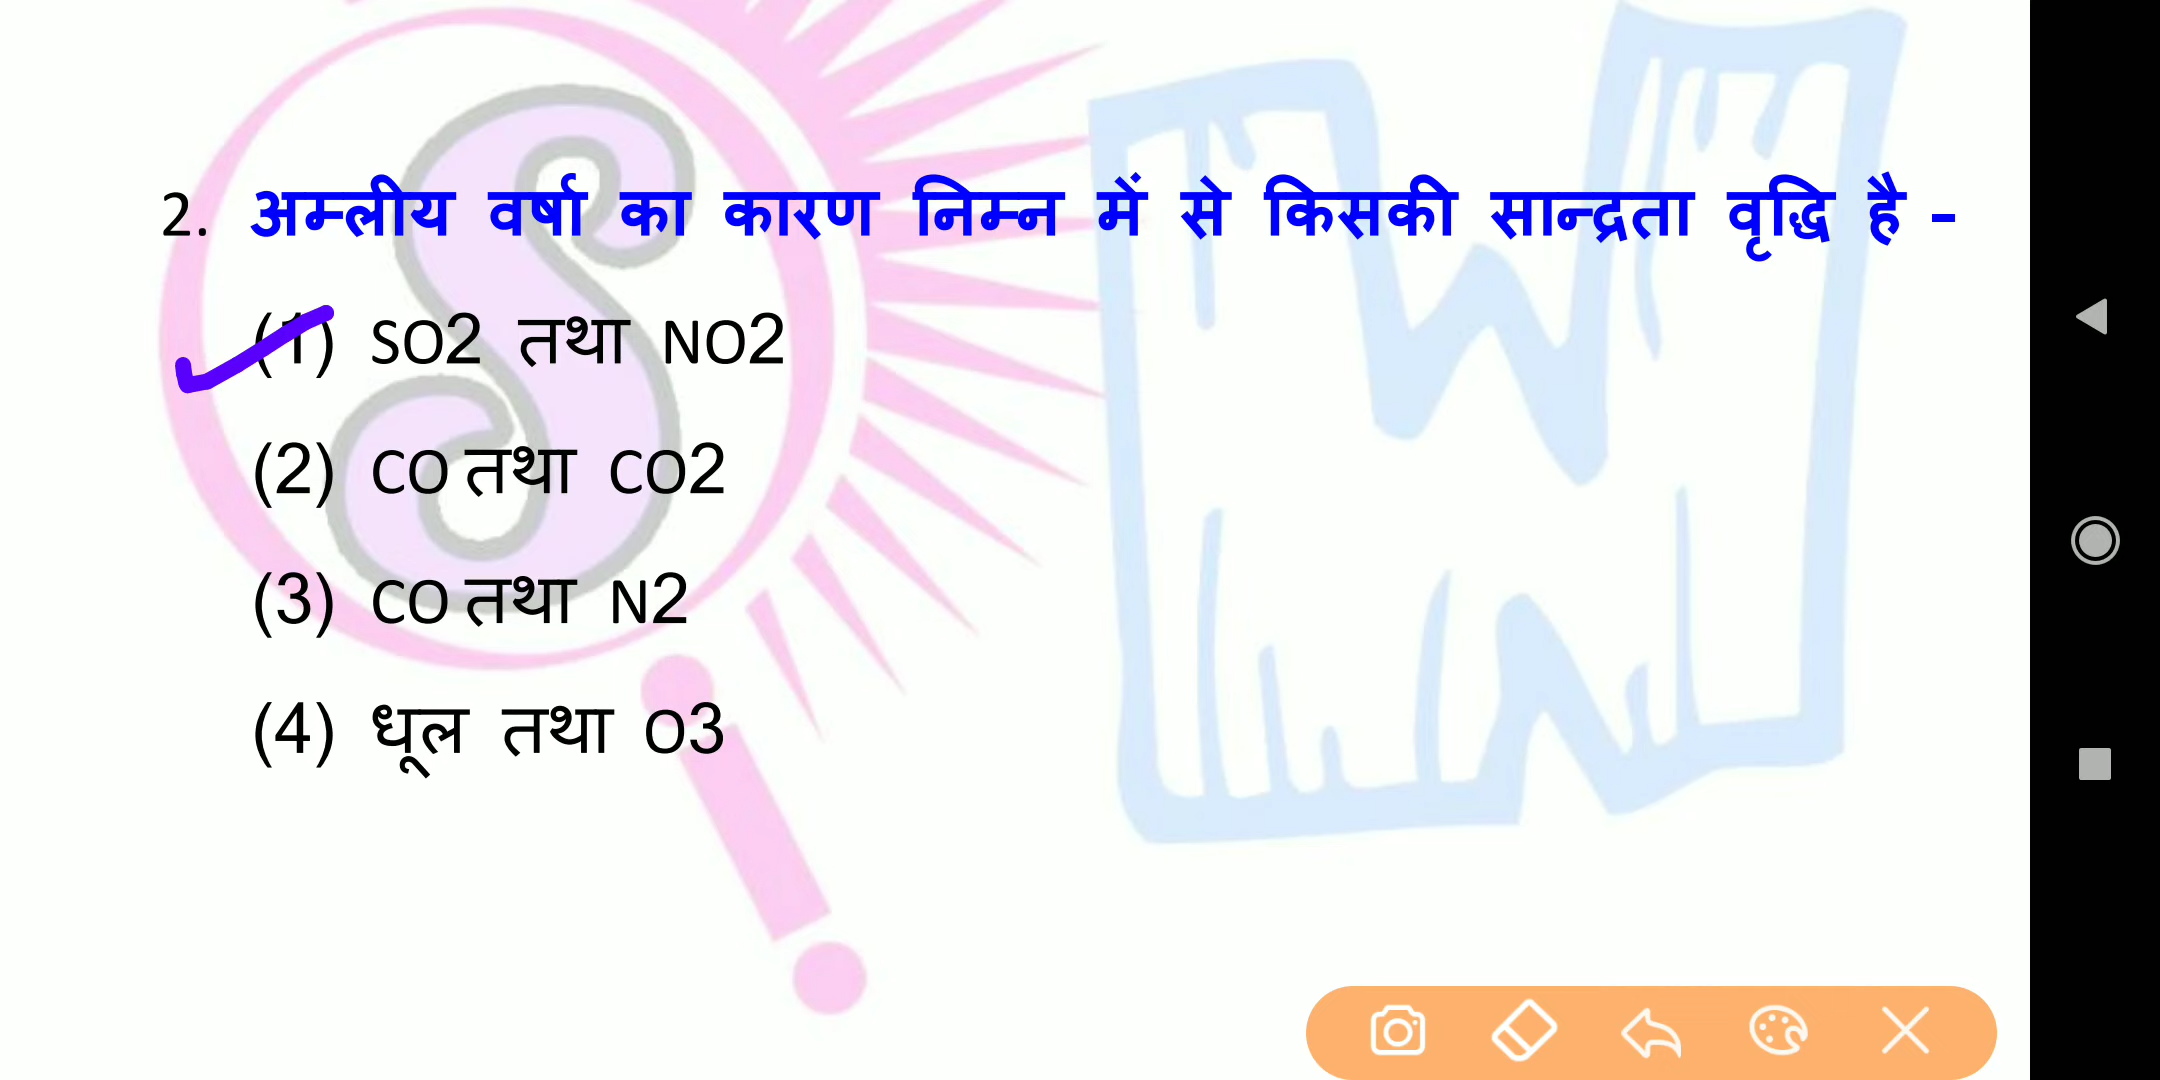 2. अम्लीय वर्षा का कारण निम्न में से किसकी सान्द्रता वृद्धि है -
(1) SO2 तथा NO2
(2) CO तथा CO2
(3) CO तथा N2
(4) धूल तथा O3